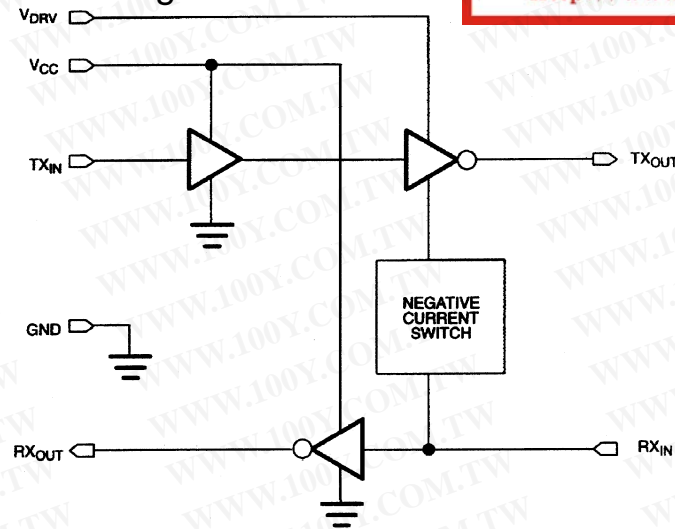 VDRV
VCC
TXIN
TXOUT
NEGATIVE
CURRENT
SWITCH
GND
RXOUT
RXIN
WWW.100Y.COM.TW